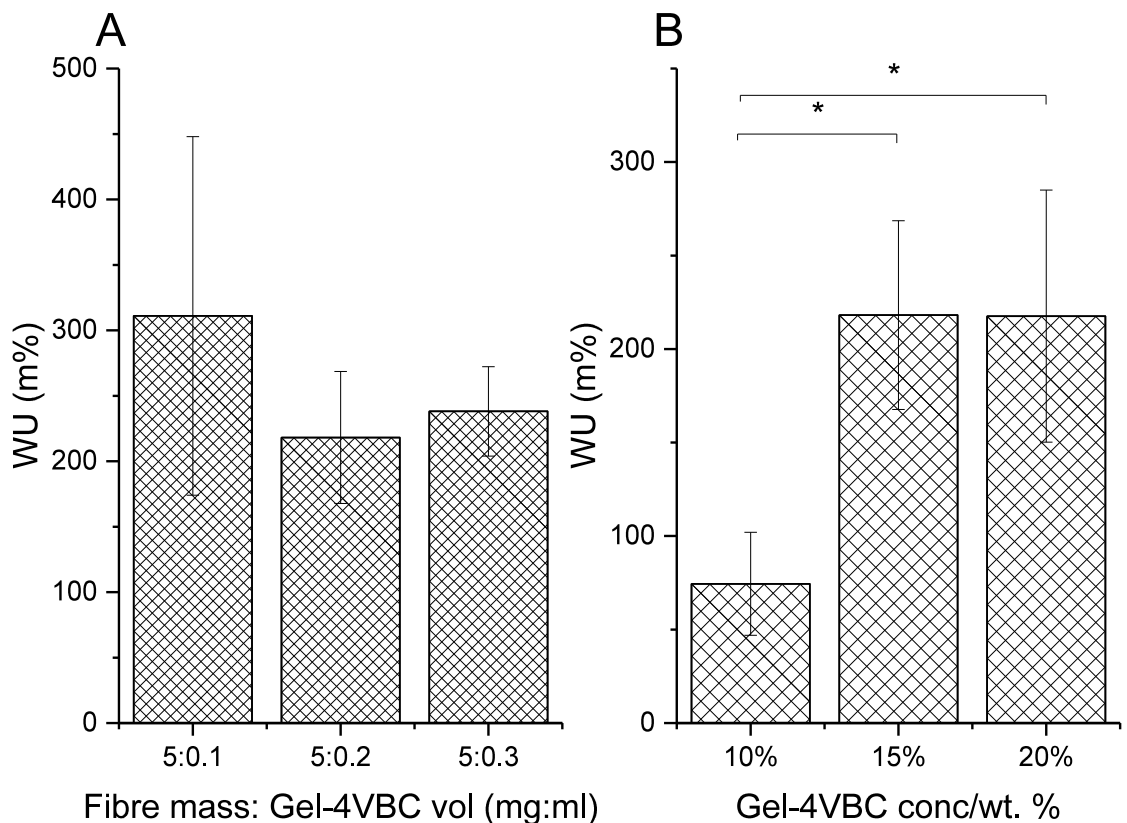 A
500
400
300
200
100
0
WU (m%)
5:0.1 5:0.2 5:0.3
Fibre mass: Gel-4VBC vol (mg:ml)
B
*
*
300
200
100
0
WU (m%)
10% 15% 20%
Gel-4VBC conc/wt. %